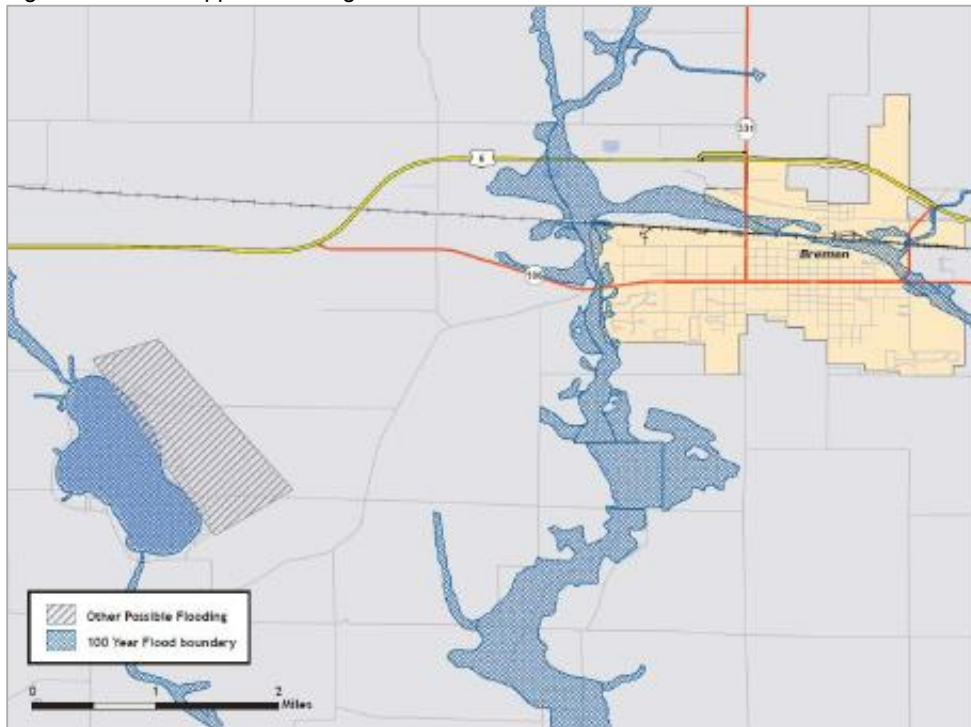 6
331
106
Bremen
Other Possible Flooding
100 Year Flood boundary
0 1 2
Miles